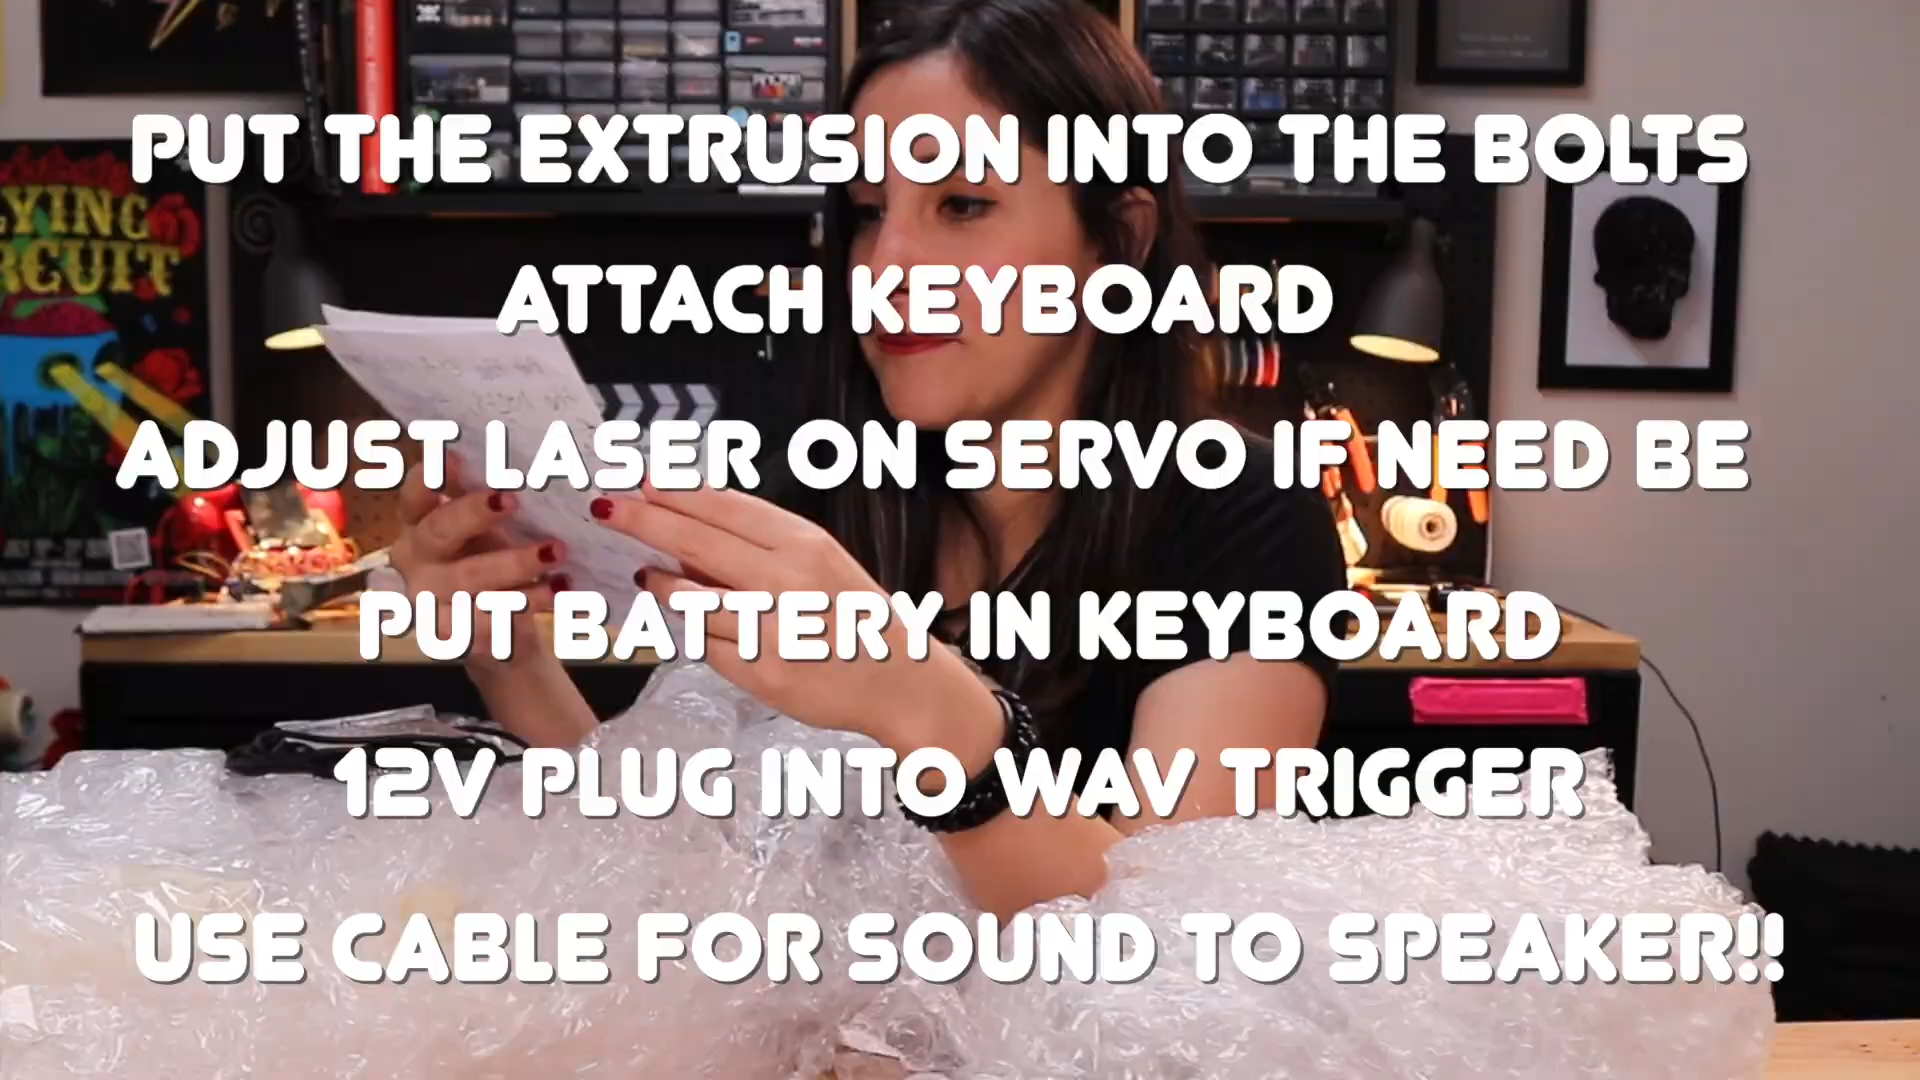 PUT THE EXTRUSION INTO THE BOLTS
ATTACH KEYBOARD
ADJUST LASER ON SERVO IF NEED BE
PUT BATTERY IN KEYBOARD
12V PLUG INTO WAV TRIGGER
USE CABLE FOR SOUND TO SPEAKER!!